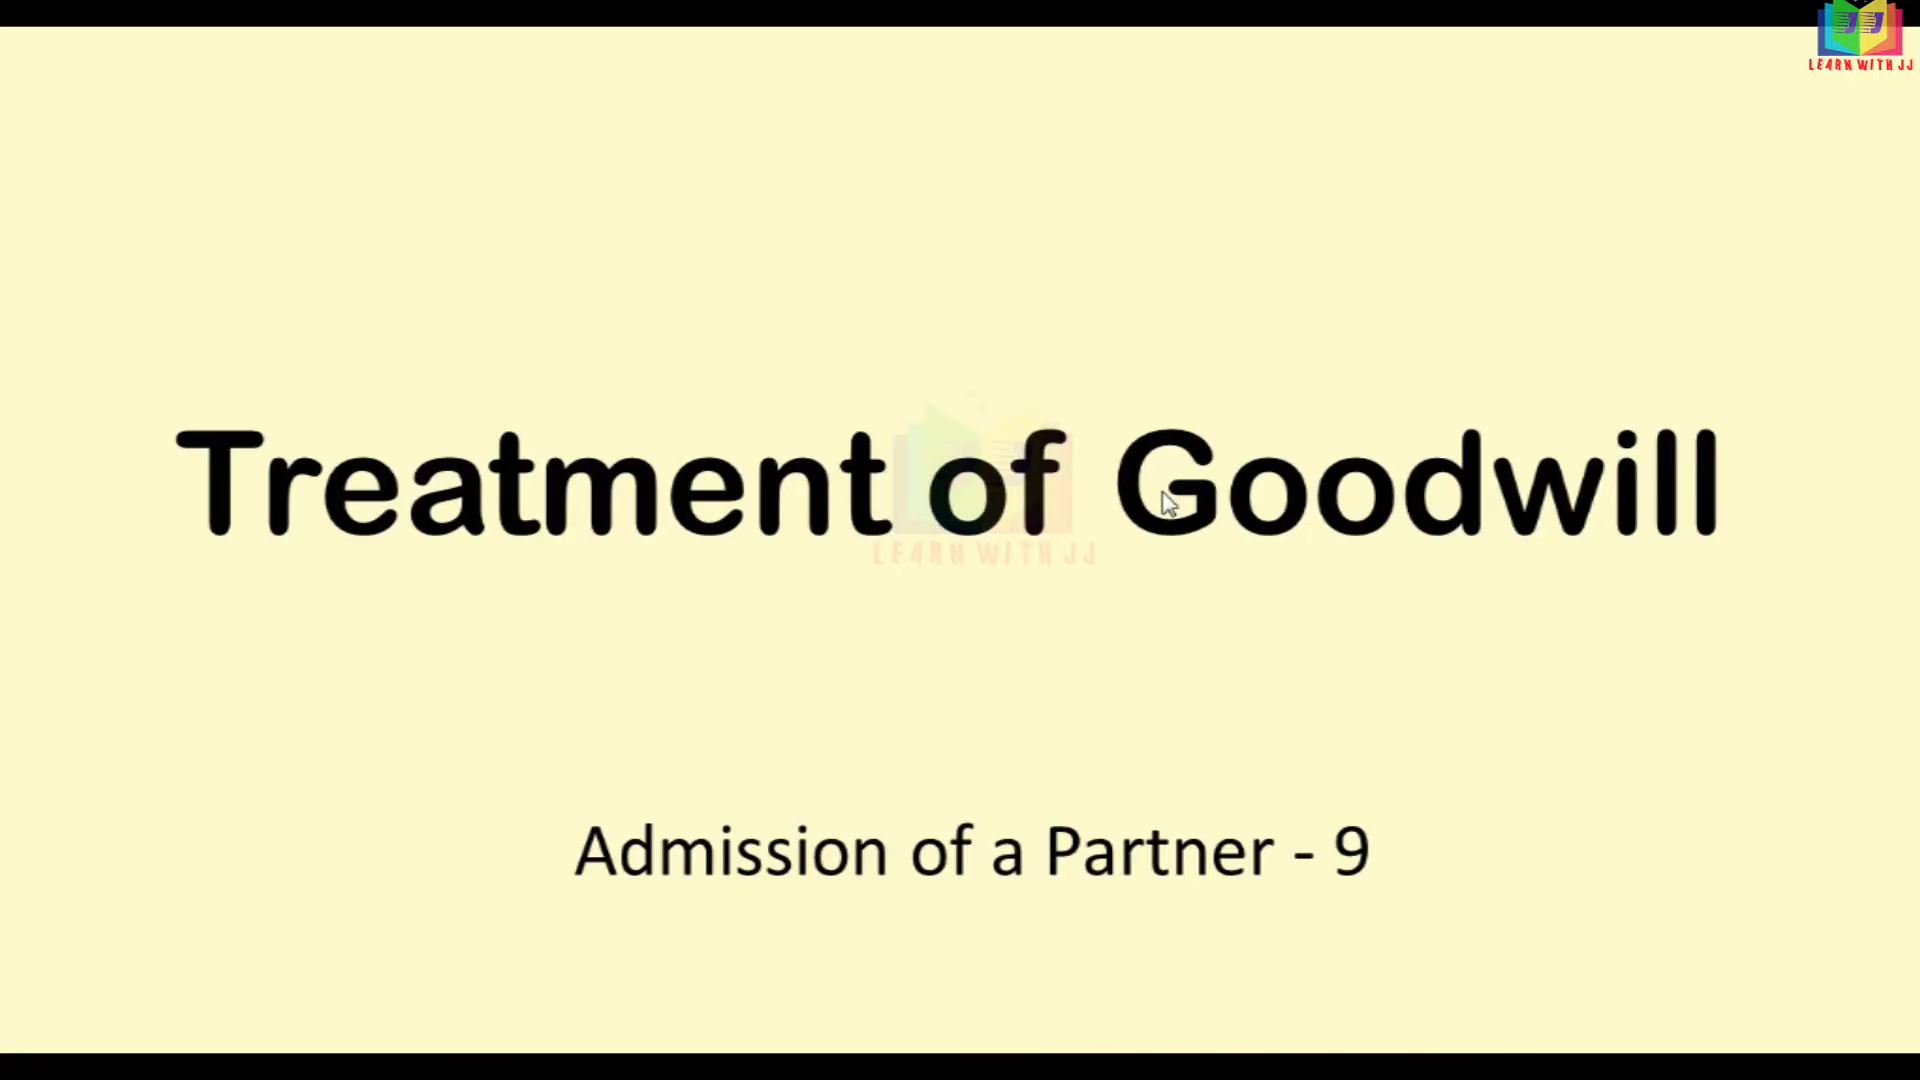 LEARN WITH JJ
Treatment of Goodwill
LEARN WITH JJ
Admission of a Partner - 9